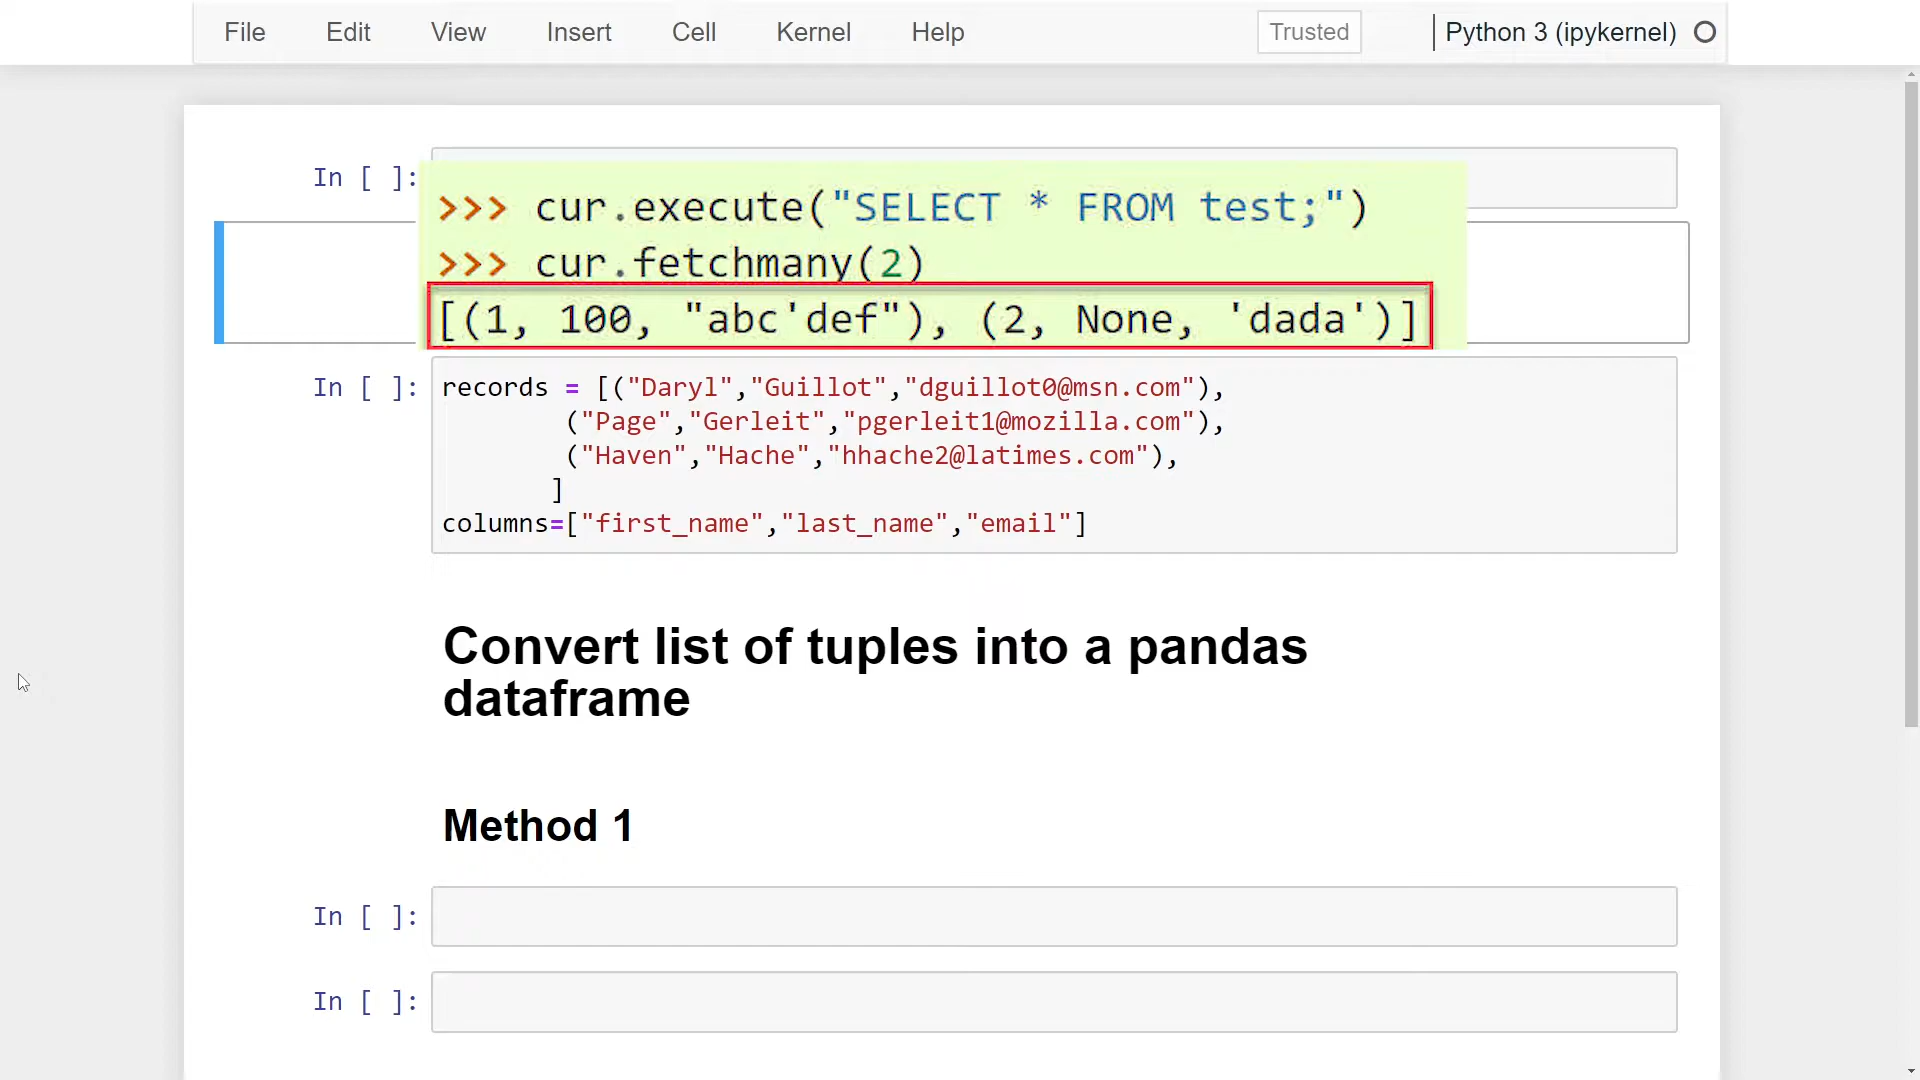 File Edit View Insert Cell Kernel Help Trusted Python 3 (ipykernel)
In [ ]:
>>> cur.execute("SELECT * FROM test;")
>>> cur.fetchmany(2)
[(1, 100, "abc'def"), (2, None, 'dada')]
In [ ]: records = [("Daryl","Guillot","dguillot0@msn.com"),
("Page","Gerleit","pgerleit1@mozilla.com"),
("Haven","Hache","hhache2@latimes.com"),
]
columns=["first_name","last_name","email"]
Convert list of tuples into a pandas
dataframe
Method 1
In [ ]:
In [ ]: